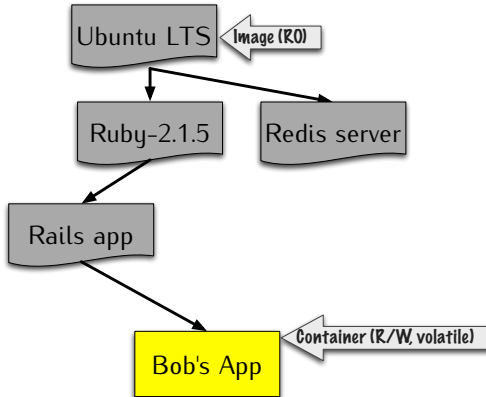 Ubuntu LTS
Image (RO)
Ruby-2.1.5
Redis server
Rails app
Container (R/W, volatile)
Bob's App